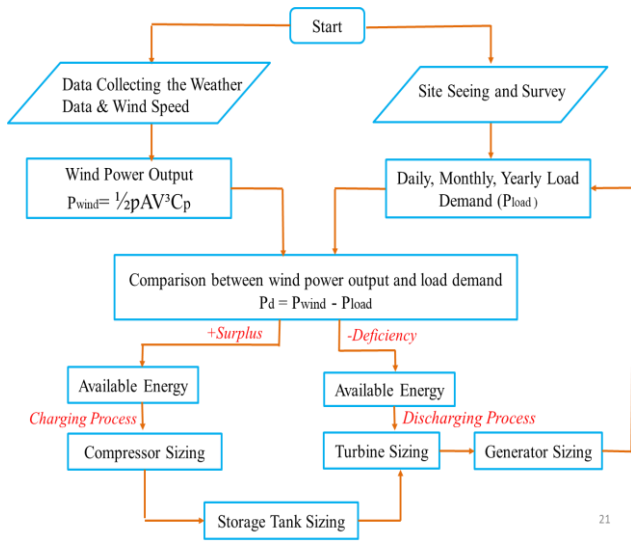 Start
Data Collecting the Weather
Data & Wind Speed
Site Seeing and Survey
Wind Power Output
Pwind= ½pAV³Cp
Daily, Monthly, Yearly Load
Demand (Pload )
Comparison between wind power output and load demand
Pd = Pwind - Pload
+Surplus
-Deficiency
Available Energy
Available Energy
Charging Process
Discharging Process
Compressor Sizing
Turbine Sizing
Generator Sizing
Storage Tank Sizing
21